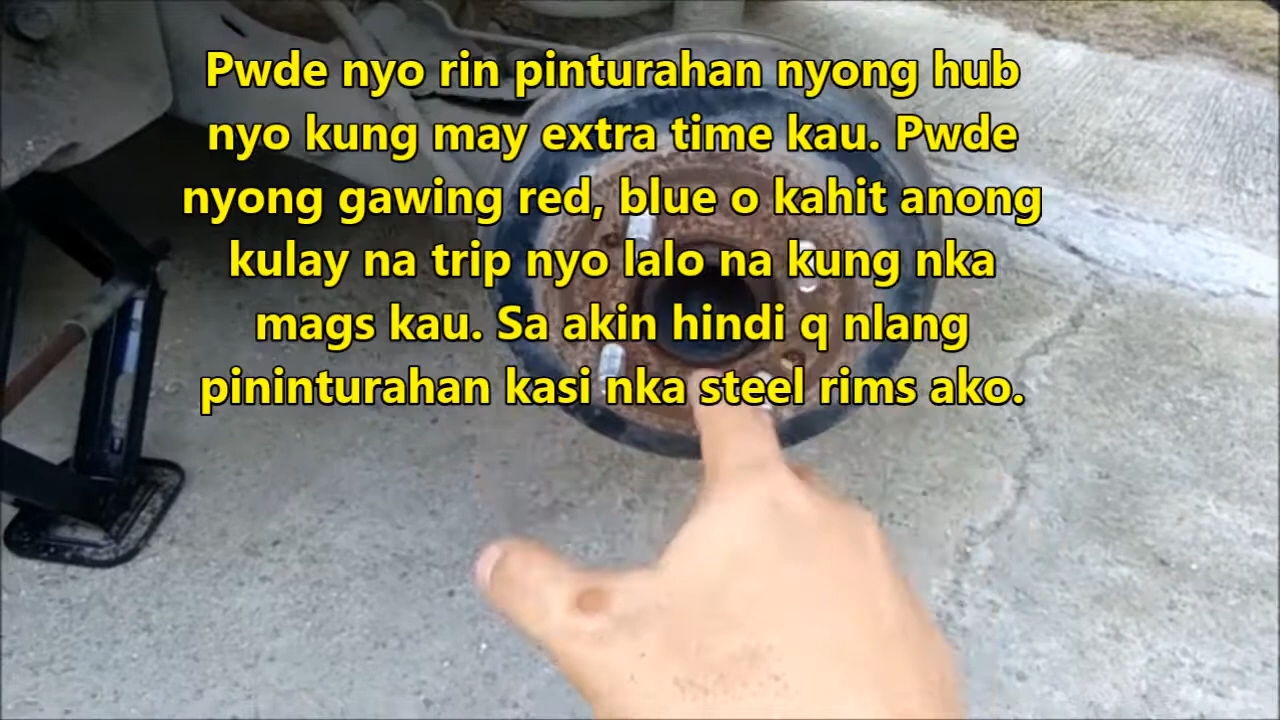 Pwde nyo rin pinturahan nyong hub
nyo kung may extra time kau. Pwde
nyong gawing red, blue o kahit anong
kulay na trip nyo lalo na kung nka
mags kau. Sa akin hindi q nlang
pininturahan kasi nka steel rims ako.